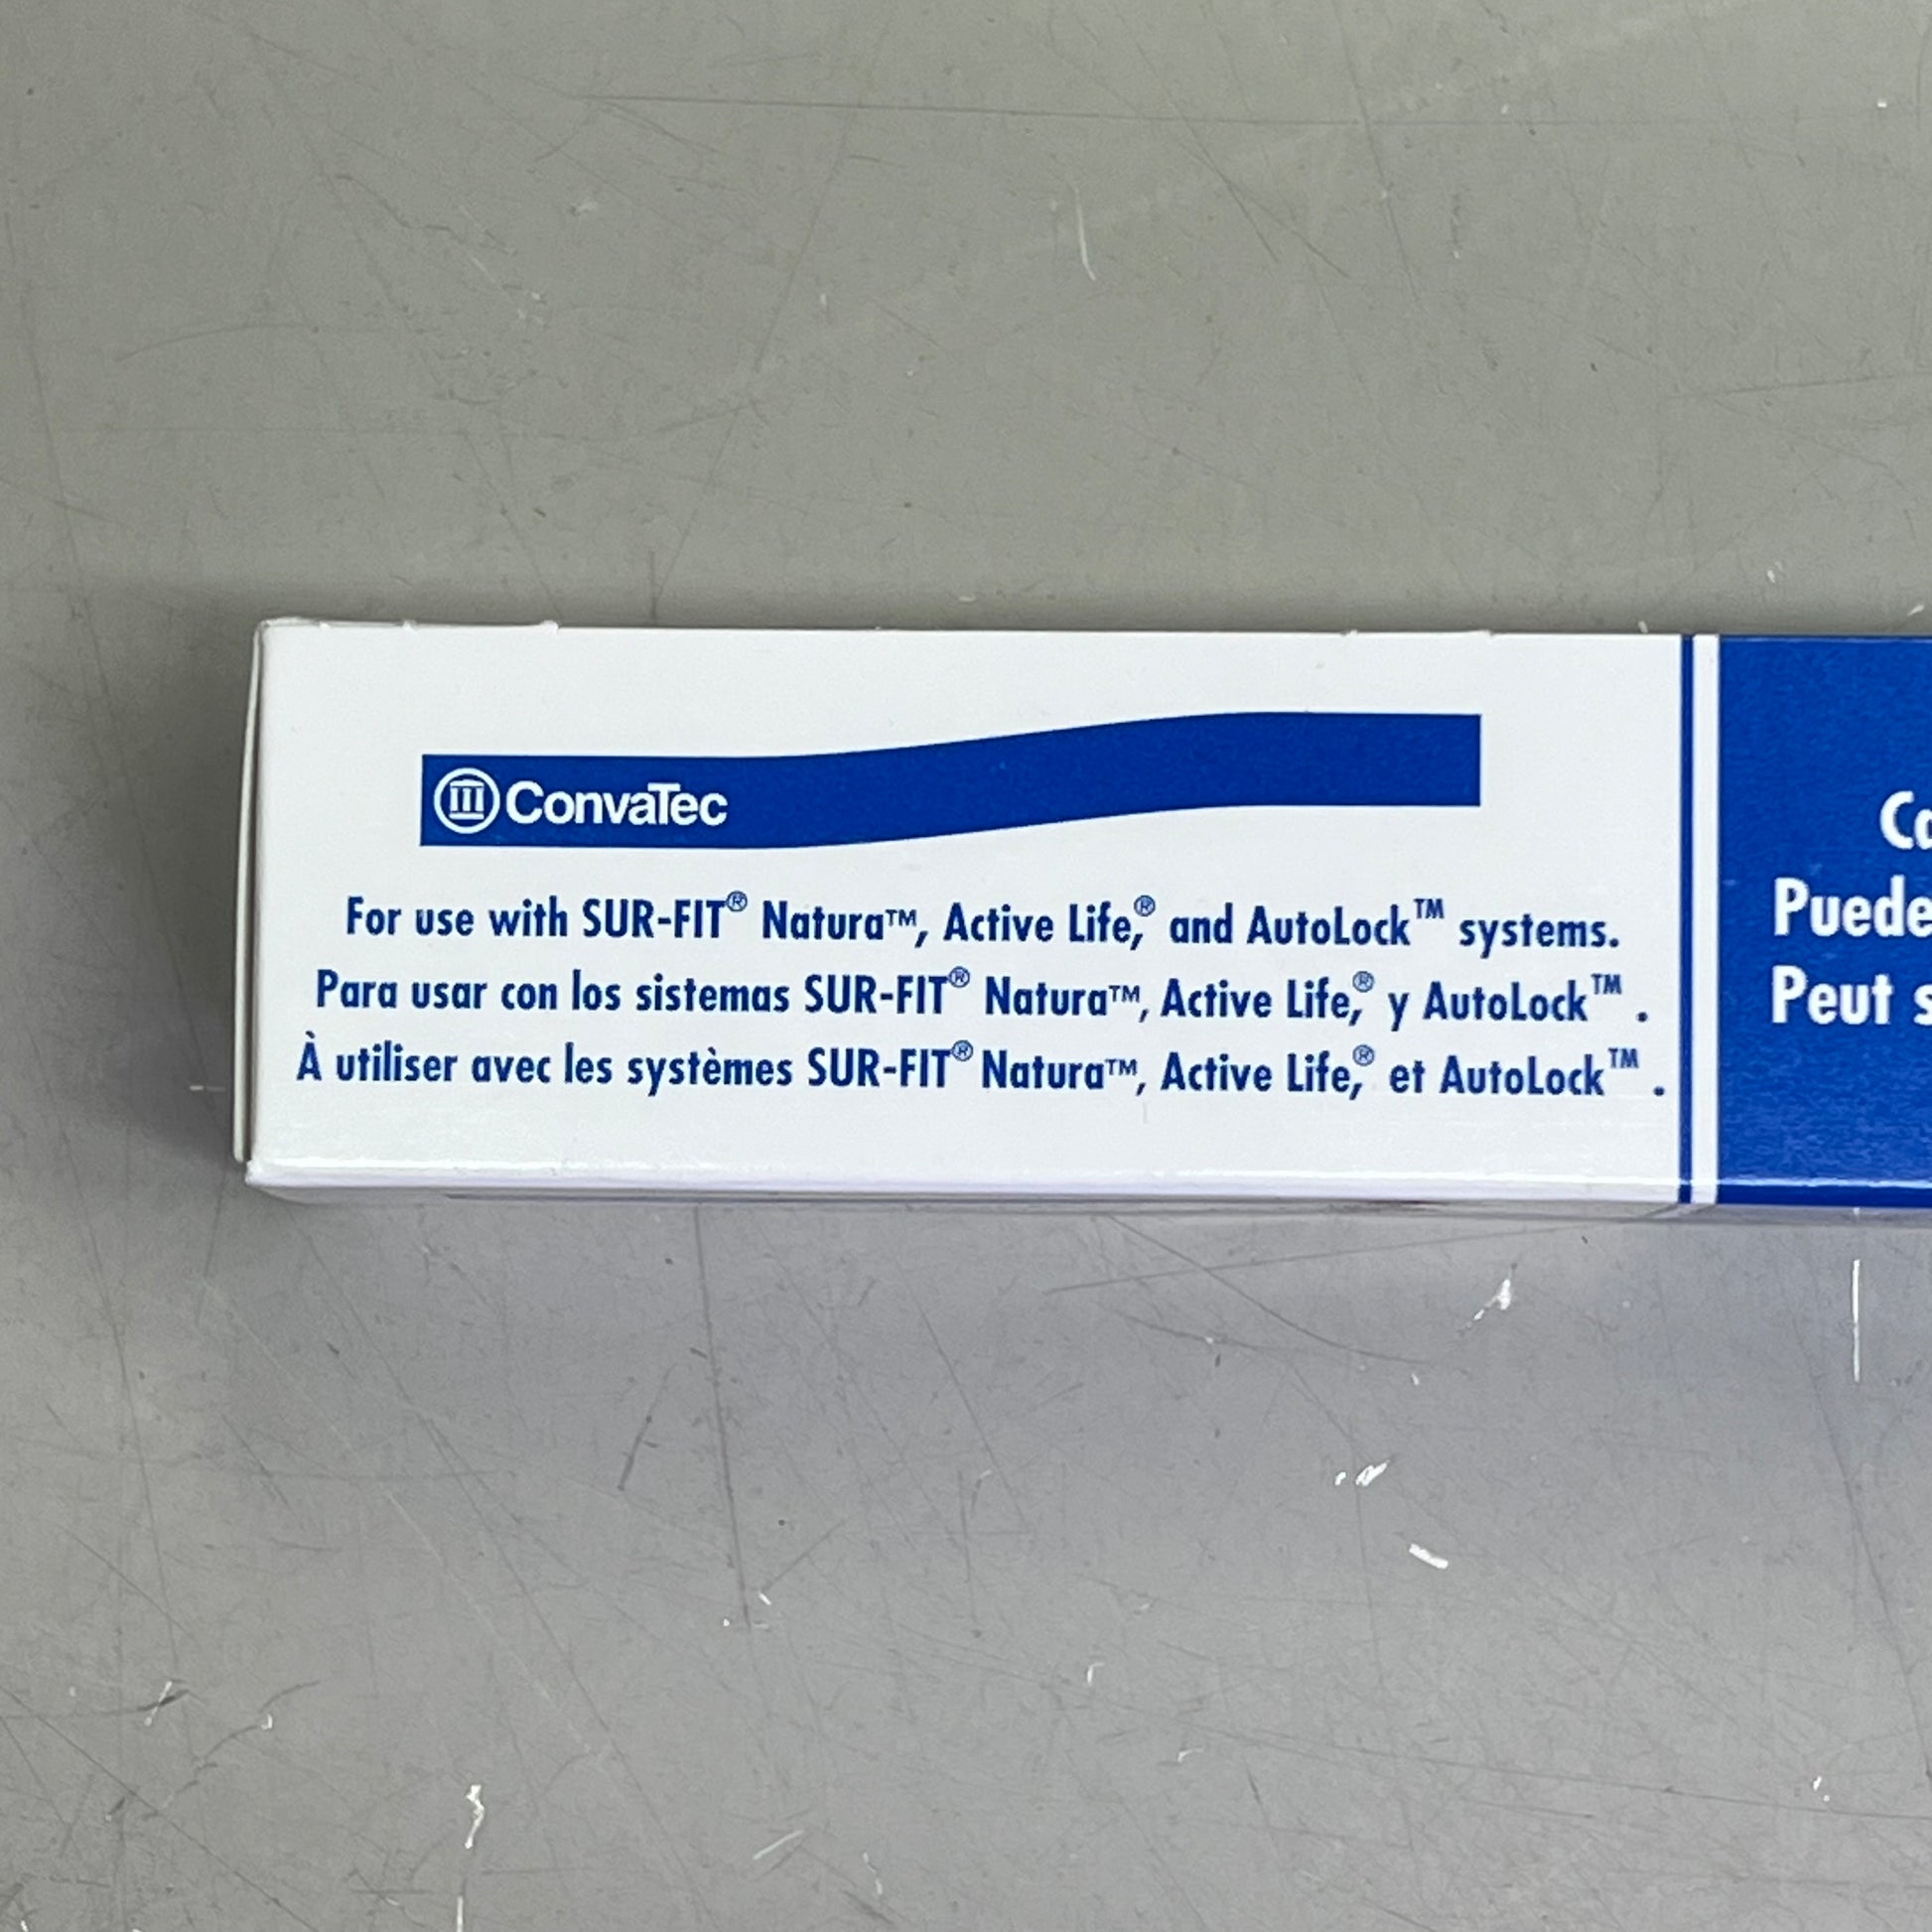 ConvaTec
For use with SUR-FIT® Natura™, Active Life,® and AutoLock™ systems.
Para usar con los sistemas SUR-FIT® Natura™, Active Life,® y AutoLock™ .
À utiliser avec les systèmes SUR-FIT® Natura™, Active Life,® et AutoLock™ .
Puede
Peut